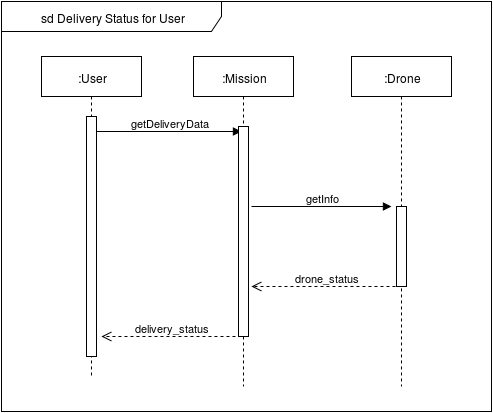 sd Delivery Status for User
:User
:Mission
:Drone
getDeliveryData
getInfo
drone_status
delivery_status